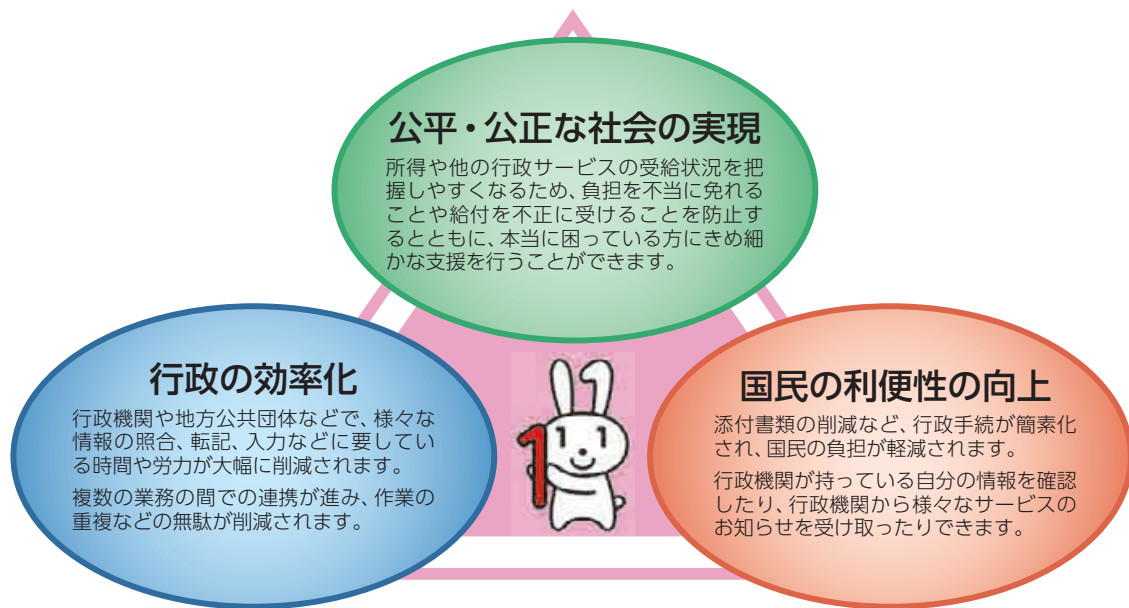 公平・公正な社会の実現
所得や他の行政サービスの受給状況を把
握しやすくなるため、負担を不当に免れる
ことや給付を不正に受けることを防止す
るとともに、本当に困っている方にきめ細
かな支援を行うことができます。
行政の効率化
行政機関や地方公共団体などで、様々な
情報の照合、転記、入力などに要してい
る時間や労力が大幅に削減されます。
複数の業務の間での連携が進み、作業の
重複などの無駄が削減されます。
1
国民の利便性の向上
添付書類の削減など、行政手続が簡素化
され、国民の負担が軽減されます。
行政機関が持っている自分の情報を確認
したり、行政機関から様々なサービスの
お知らせを受け取ったりできます。